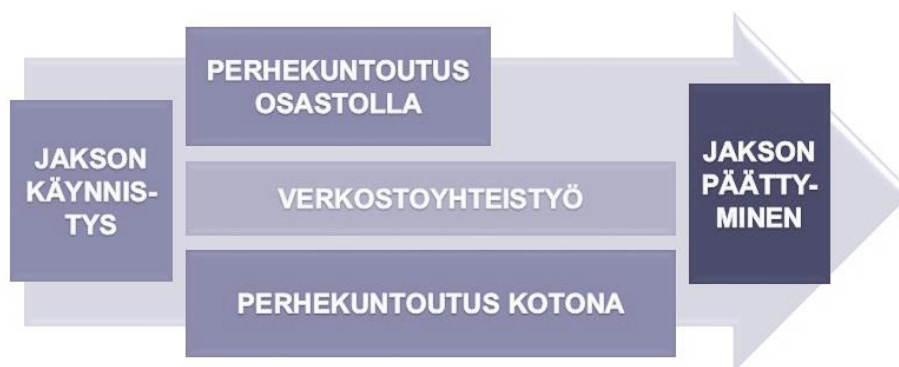 JAKSON
KÄYNNIS-
TYS
PERHEKUNTOUTUS
OSASTOLLA
VERKOSTOYHTEISTYÖ
PERHEKUNTOUTUS KOTONA
JAKSON
PÄÄTTY-
MINEN